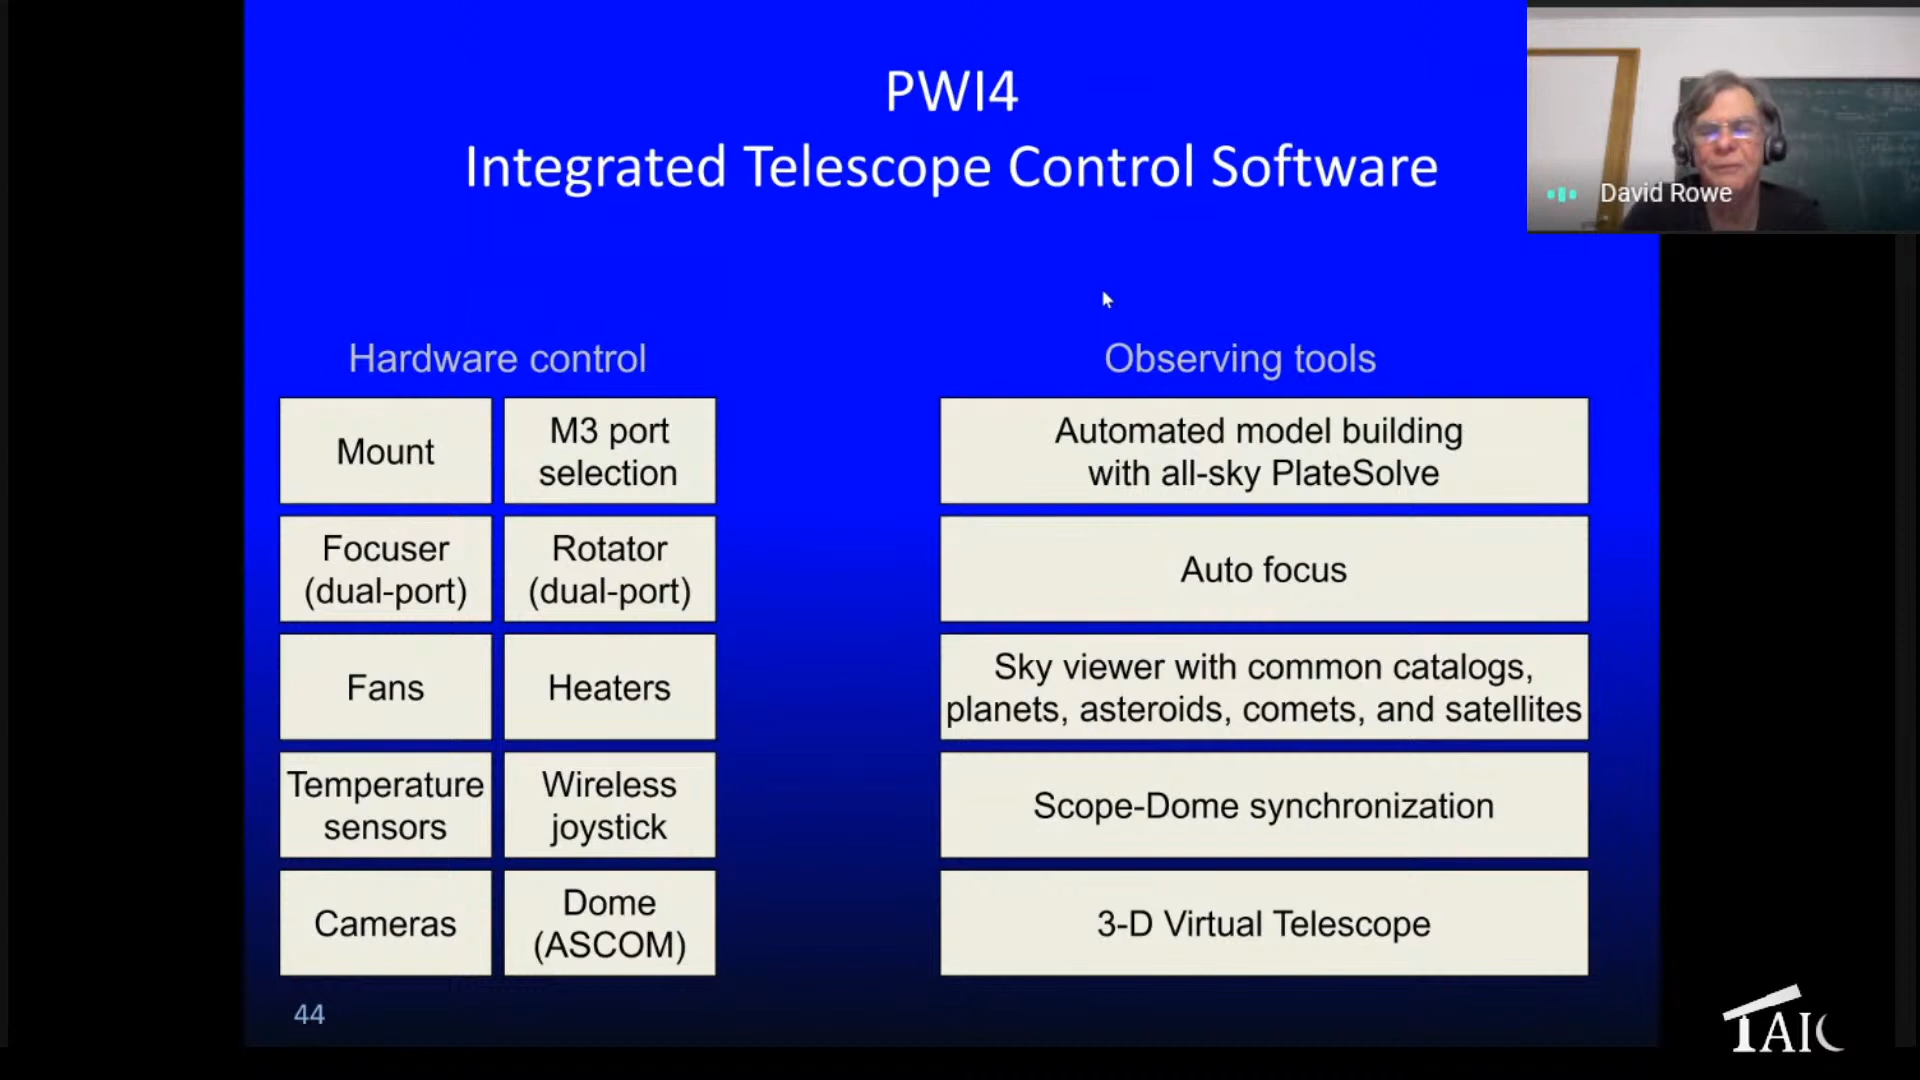 PWI4
Integrated Telescope Control Software
David Rowe
Hardware control
Observing tools
Mount
M3 port
selection
Automated model building
with all-sky PlateSolve
Focuser
(dual-port)
Rotator
(dual-port)
Auto focus
Fans
Heaters
Sky viewer with common catalogs,
planets, asteroids, comets, and satellites
Temperature
sensors
Wireless
joystick
Scope-Dome synchronization
Cameras
Dome
(ASCOM)
3-D Virtual Telescope
44
TAIC